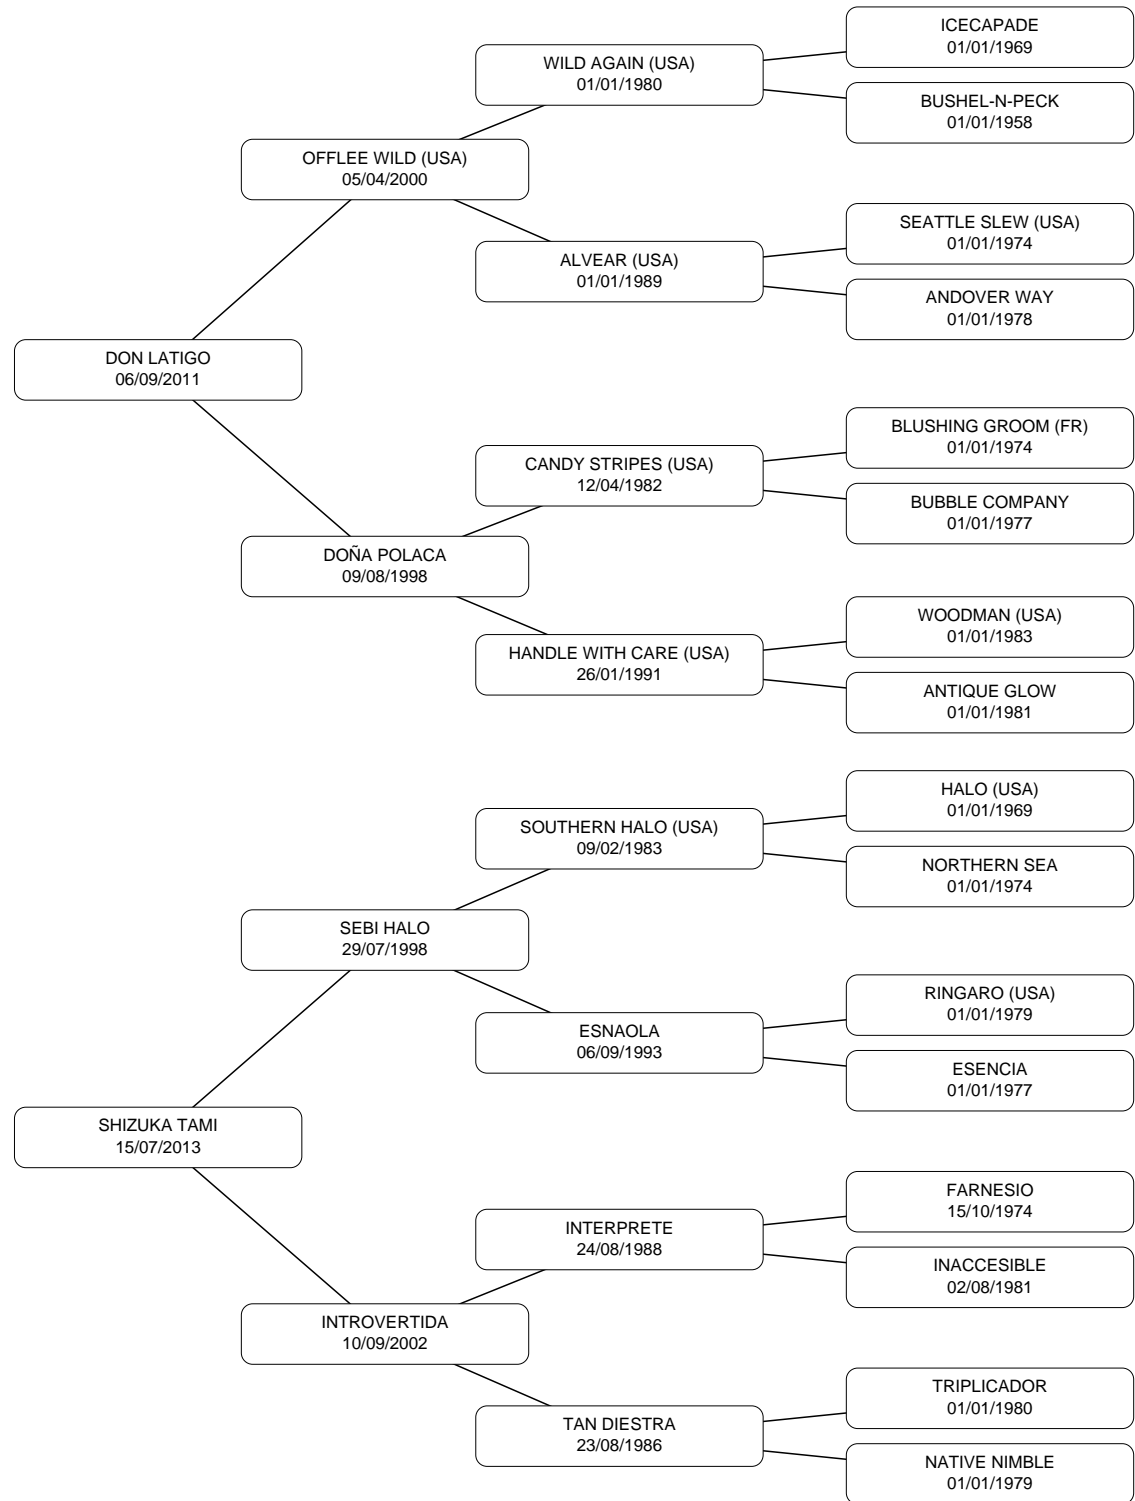 ICECAPADE
01/01/1969
WILD AGAIN (USA)
01/01/1980
BUSHEL-N-PECK
01/01/1958
OFFLEE WILD (USA)
05/04/2000
SEATTLE SLEW (USA)
01/01/1974
ALVEAR (USA)
01/01/1989
ANDOVER WAY
01/01/1978
DON LATIGO
06/09/2011
BLUSHING GROOM (FR)
01/01/1974
CANDY STRIPES (USA)
12/04/1982
BUBBLE COMPANY
01/01/1977
DOÑA POLACA
09/08/1998
WOODMAN (USA)
01/01/1983
HANDLE WITH CARE (USA)
26/01/1991
ANTIQUE GLOW
01/01/1981
HALO (USA)
01/01/1969
SOUTHERN HALO (USA)
09/02/1983
NORTHERN SEA
01/01/1974
SEBI HALO
29/07/1998
RINGARO (USA)
01/01/1979
ESNAOLA
06/09/1993
ESENCIA
01/01/1977
SHIZUKA TAMI
15/07/2013
FARNESIO
15/10/1974
INTERPRETE
24/08/1988
INACCESIBLE
02/08/1981
INTROVERTIDA
10/09/2002
TRIPLICADOR
01/01/1980
TAN DIESTRA
23/08/1986
NATIVE NIMBLE
01/01/1979